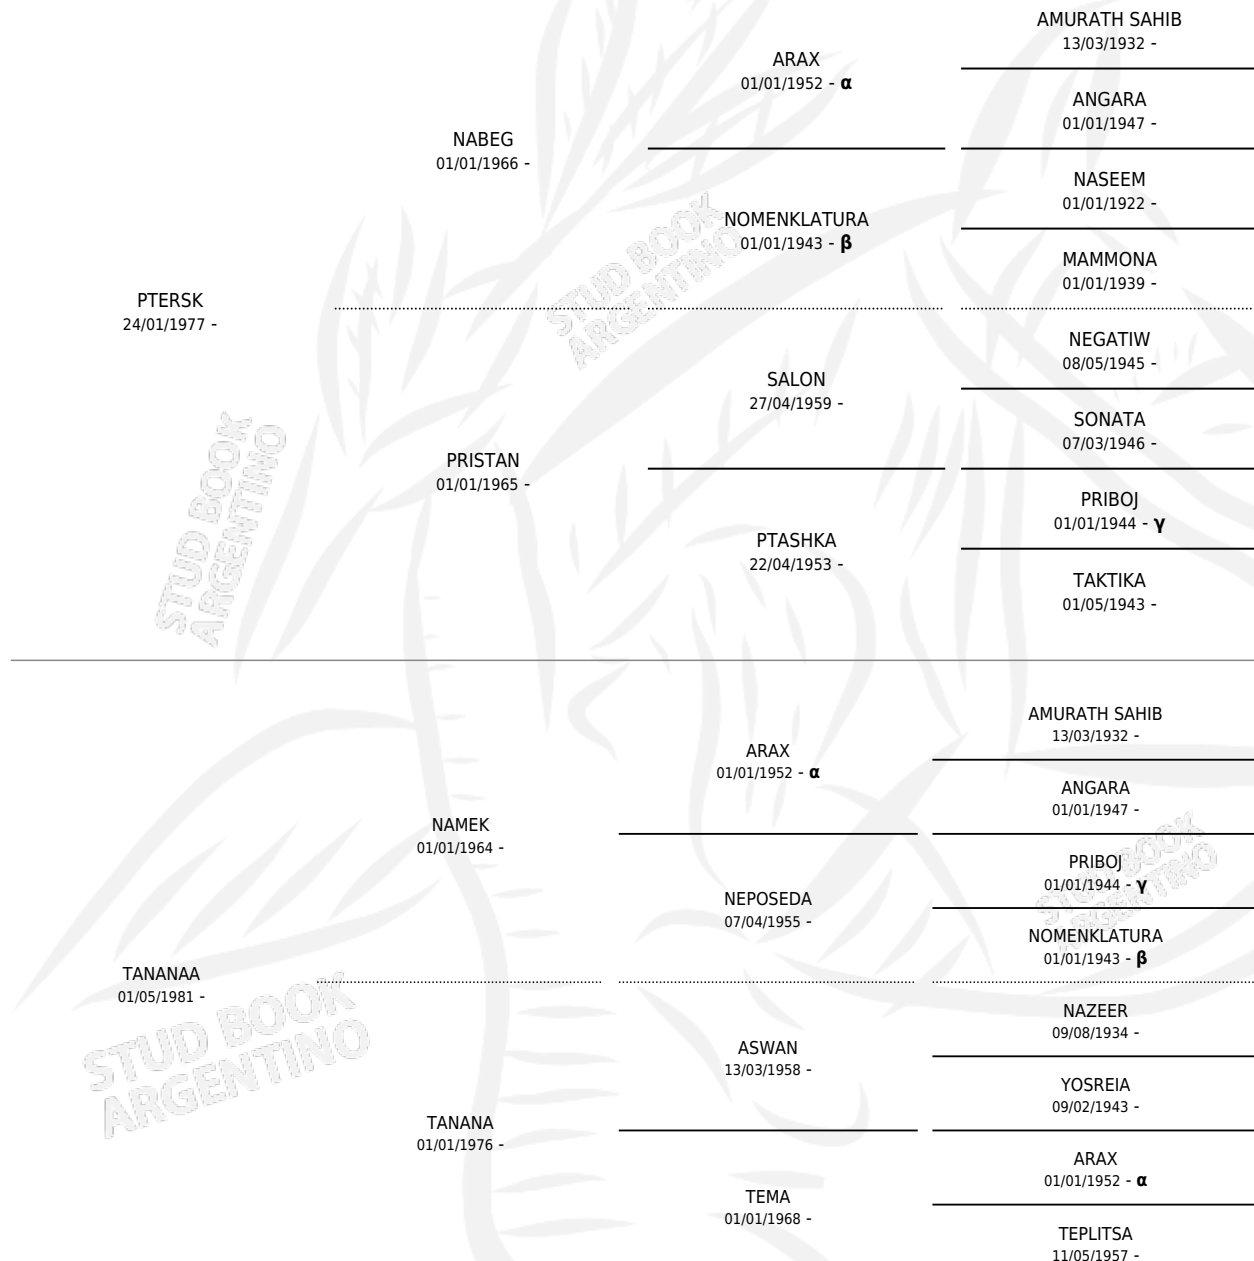 AMURATH SAHIB
13/03/1932 -
ARAX
01/01/1952 - α
ANGARA
01/01/1947 -
NABEG
01/01/1966 -
NASEEM
01/01/1922 -
NOMENKLATURA
01/01/1943 - β
MAMMONA
01/01/1939 -
PTERSK
24/01/1977 -
NEGATIW
08/05/1945 -
SALON
27/04/1959 -
SONATA
07/03/1946 -
PRISTAN
01/01/1965 -
PRIBOJ
01/01/1944 - γ
PTASHKA
22/04/1953 -
TAKTIKA
01/05/1943 -
STUD BOOK
ARGENTINO
STUD BOOK
ARGENTINO
AMURATH SAHIB
13/03/1932 -
ARAX
01/01/1952 - α
ANGARA
01/01/1947 -
NAMEK
01/01/1964 -
PRIBOJ
01/01/1944 - γ
NEPOSEDA
07/04/1955 -
NOMENKLATURA
01/01/1943 - β
TANANAA
01/05/1981 -
NAZEER
09/08/1934 -
ASWAN
13/03/1958 -
YOSREIA
09/02/1943 -
TANANA
01/01/1976 -
ARAX
01/01/1952 - α
TEMA
01/01/1968 -
TEPLITSA
11/05/1957 -
STUD BOOK
ARGENTINO
STUD BOOK
ARGENTINO